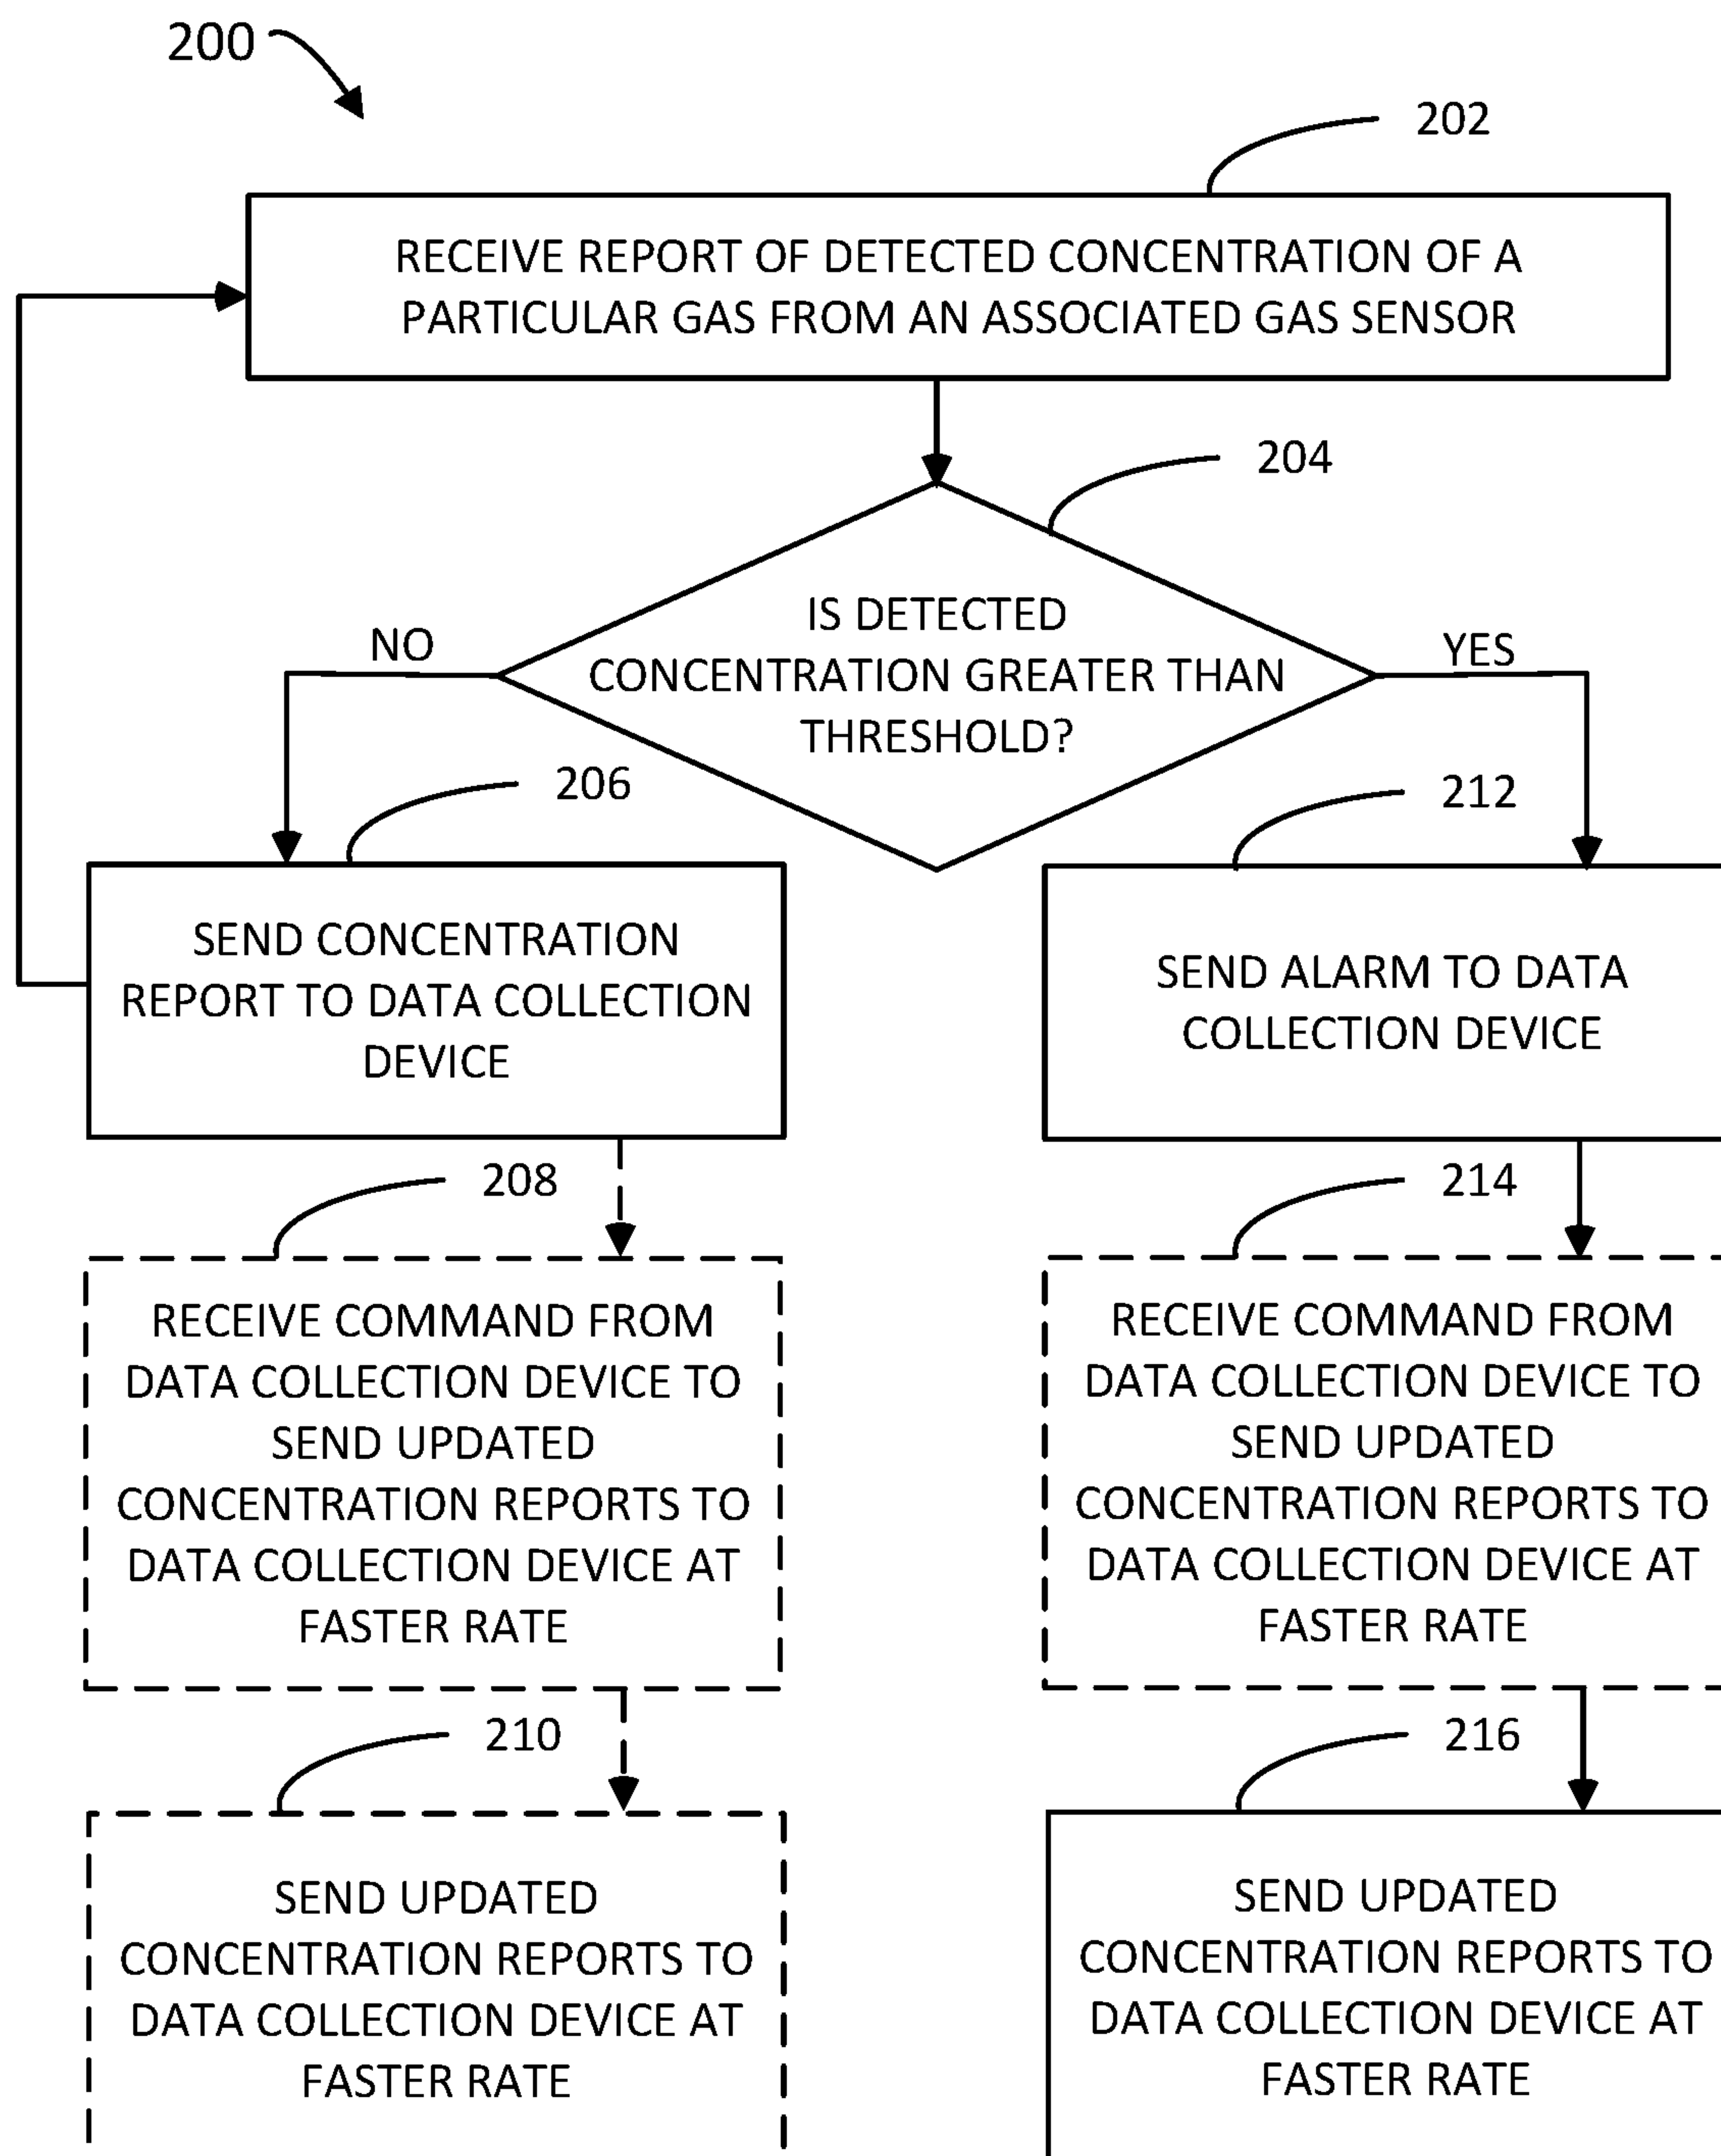 200
202
RECEIVE REPORT OF DETECTED CONCENTRATION OF A
PARTICULAR GAS FROM AN ASSOCIATED GAS SENSOR
204
IS DETECTED
CONCENTRATION GREATER THAN
THRESHOLD?
NO
YES
206
SEND CONCENTRATION
REPORT TO DATA COLLECTION
DEVICE
212
SEND ALARM TO DATA
COLLECTION DEVICE
208
RECEIVE COMMAND FROM
DATA COLLECTION DEVICE TO
SEND UPDATED
CONCENTRATION REPORTS TO
DATA COLLECTION DEVICE AT
FASTER RATE
214
RECEIVE COMMAND FROM
DATA COLLECTION DEVICE TO
SEND UPDATED
CONCENTRATION REPORTS TO
DATA COLLECTION DEVICE AT
FASTER RATE
210
SEND UPDATED
CONCENTRATION REPORTS TO
DATA COLLECTION DEVICE AT
FASTER RATE
216
SEND UPDATED
CONCENTRATION REPORTS TO
DATA COLLECTION DEVICE AT
FASTER RATE